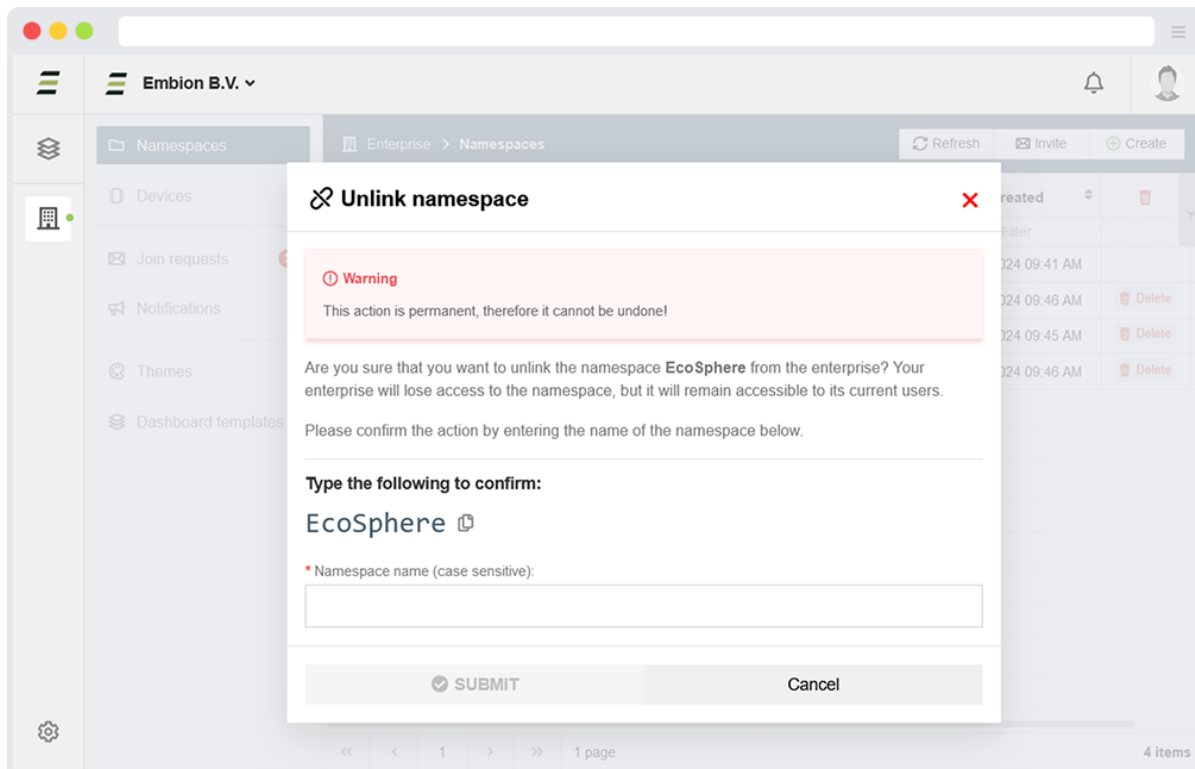 Embion B.V.
Namespaces
Enterprise > Namespaces
Refresh
Invite
Create
Devices
Join requests
Notifications
Themes
Dashboard templates
Unlink namespace
Warning
This action is permanent, therefore it cannot be undone!
Are you sure that you want to unlink the namespace EcoSphere from the enterprise? Your
enterprise will lose access to the namespace, but it will remain accessible to its current users.
Please confirm the action by entering the name of the namespace below.
Type the following to confirm:
EcoSphere
* Namespace name (case sensitive):
SUBMIT
Cancel
reated
Filter
024 09:41 AM
024 09:46 AM
Delete
024 09:45 AM
Delete
024 09:46 AM
Delete
<< < 1 > >> 1 page
4 items